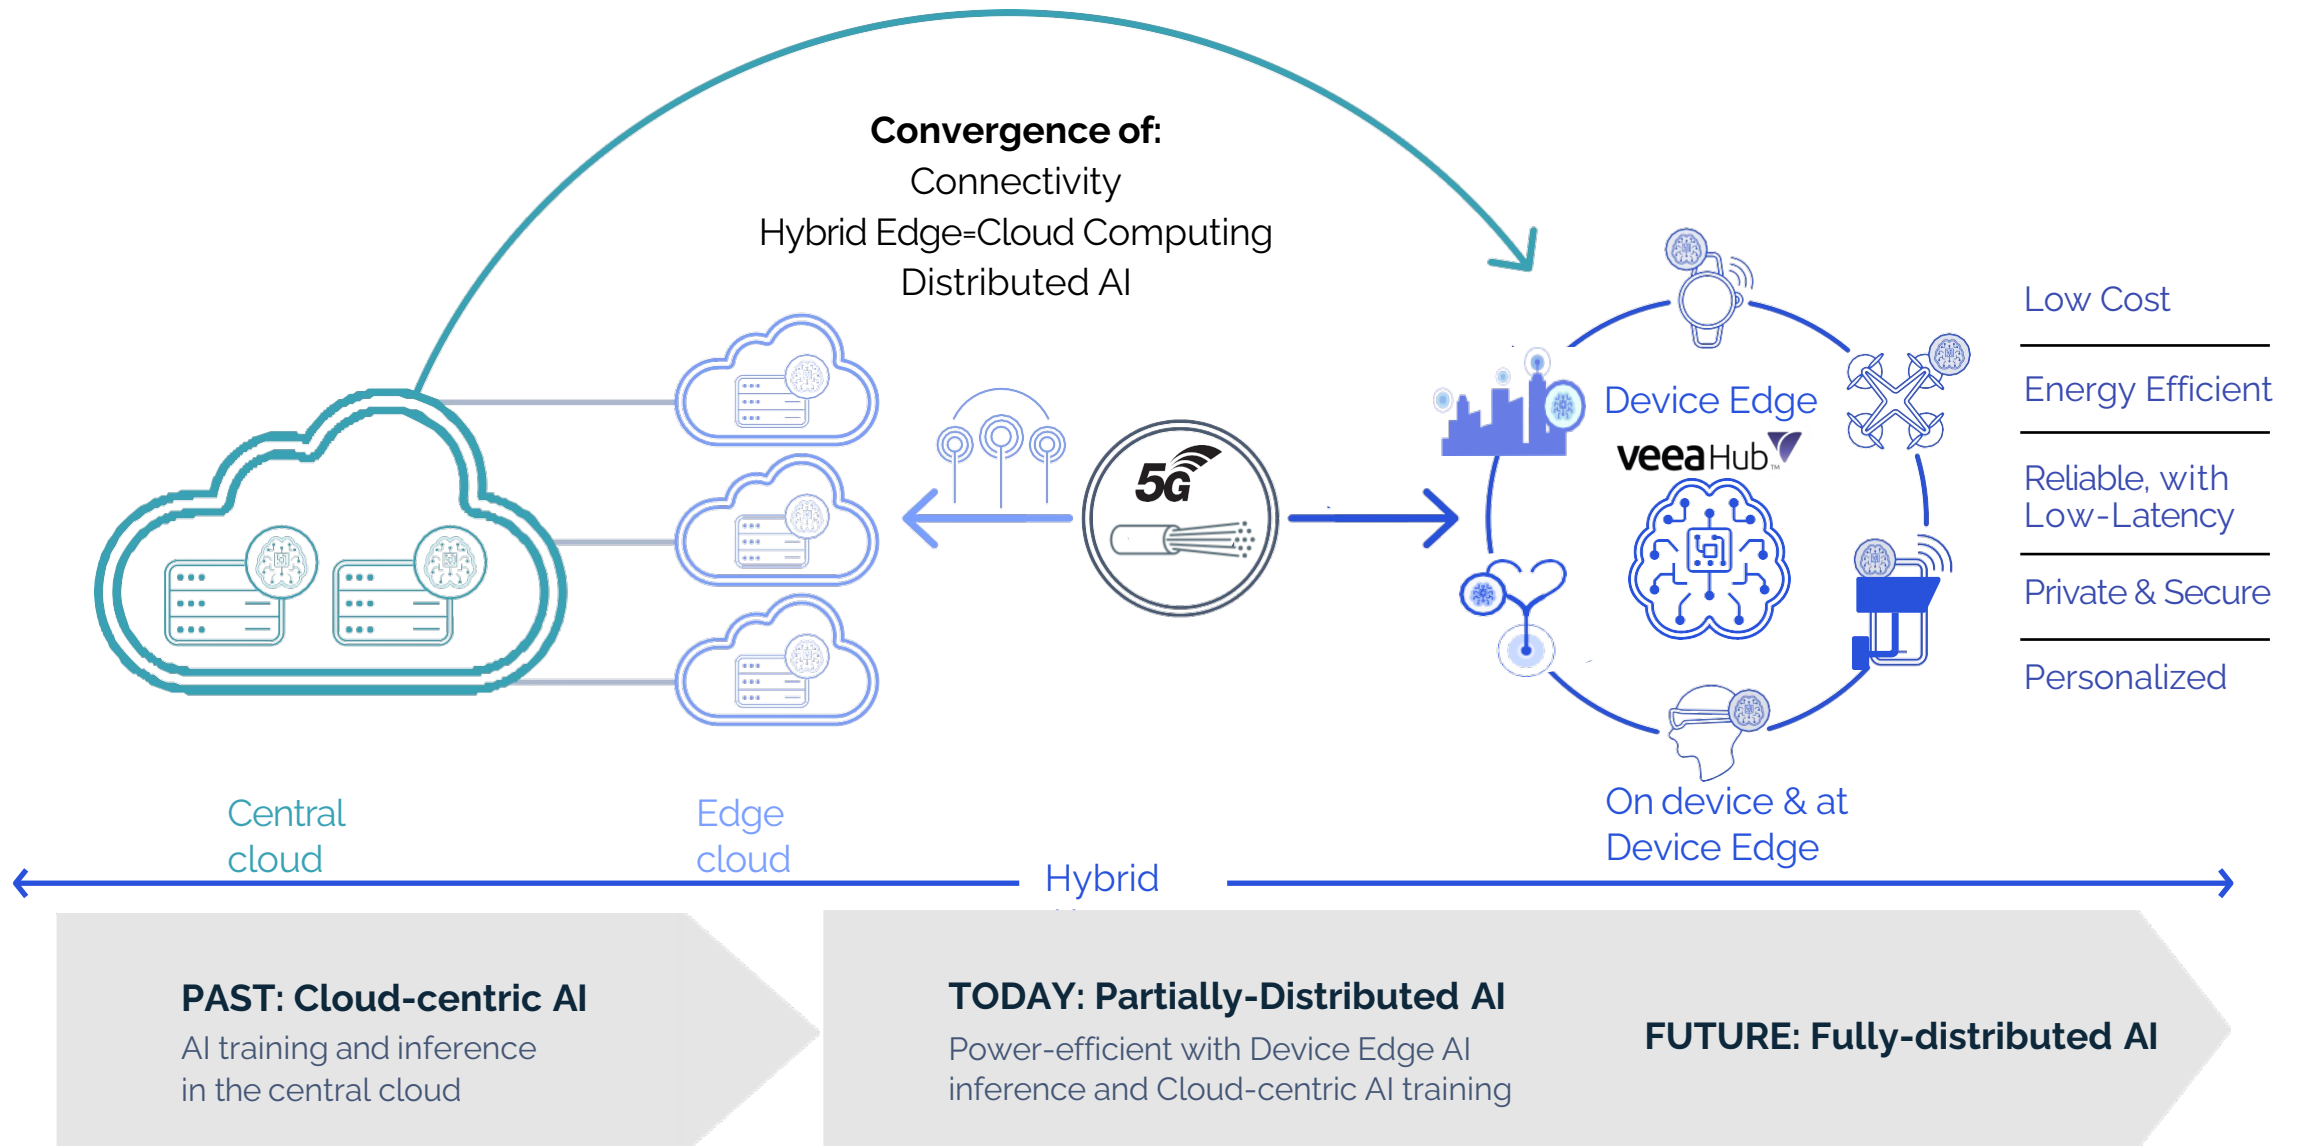 Convergence of:
Connectivity
Hybrid Edge=Cloud Computing
Distributed AI
5G
Device Edge
veeaHub™
Low Cost
Energy Efficient
Reliable, with
Low-Latency
Private & Secure
Personalized
Central
cloud
Edge
cloud
On device & at
Device Edge
Hybrid
PAST: Cloud-centric AI
AI training and inference
in the central cloud
TODAY: Partially-Distributed AI
Power-efficient with Device Edge AI
inference and Cloud-centric AI training
FUTURE: Fully-distributed AI